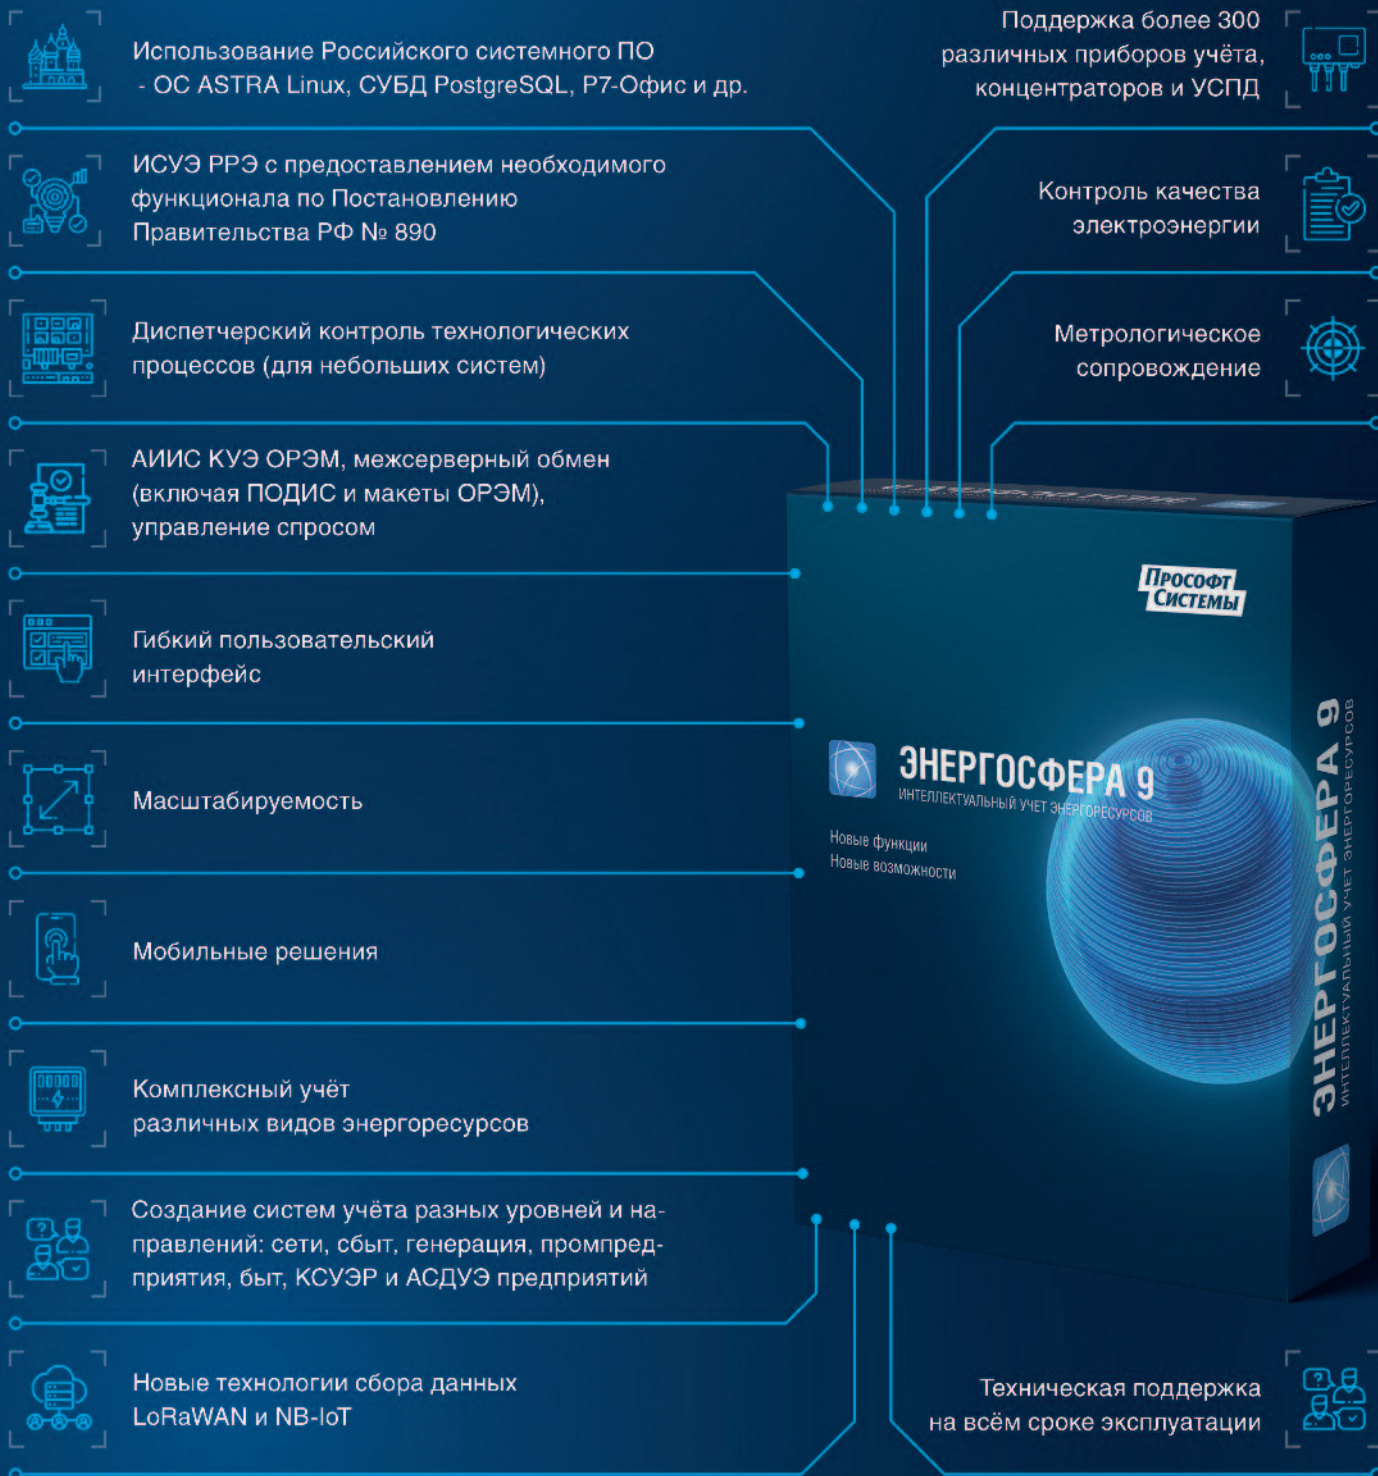 Использование Российского системного ПО
- ОС ASTRA Linux, СУБД PostgreSQL, Р7-Офис и др.
ИСУЭ РРЭ с предоставлением необходимого
функционала по Постановлению
Правительства РФ № 890
Диспетчерский контроль технологических
процессов (для небольших систем)
АИИС КУЭ ОРЭМ, межсерверный обмен
(включая ПОДИС и макеты ОРЭМ),
управление спросом
Гибкий пользовательский
интерфейс
Масштабируемость
Мобильные решения
Комплексный учёт
различных видов энергоресурсов
Создание систем учёта разных уровней и на-
правлений: сети, сбыт, генерация, промпред-
приятия, быт, КСУЭР и АСДУЭ предприятий
Новые технологии сбора данных
LoRaWAN и NB-IoT
Поддержка более 300
различных приборов учёта,
концентраторов и УСПД
Контроль качества
электроэнергии
Метрологическое
сопровождение
ПРОСОФТ
СИСТЕМЫ
ЭНЕРГОСФЕРА 9
ИНТЕЛЛЕКТУАЛЬНЫЙ УЧЕТ ЭНЕРГОРЕСУРСОВ
Новые функции
Новые возможности
ЭНЕРГОСФЕРА 9
ИНТЕЛЛЕКТУАЛЬНЫЙ УЧЕТ ЭНЕРГОРЕСУРСОВ
Техническая поддержка
на всём сроке эксплуатации